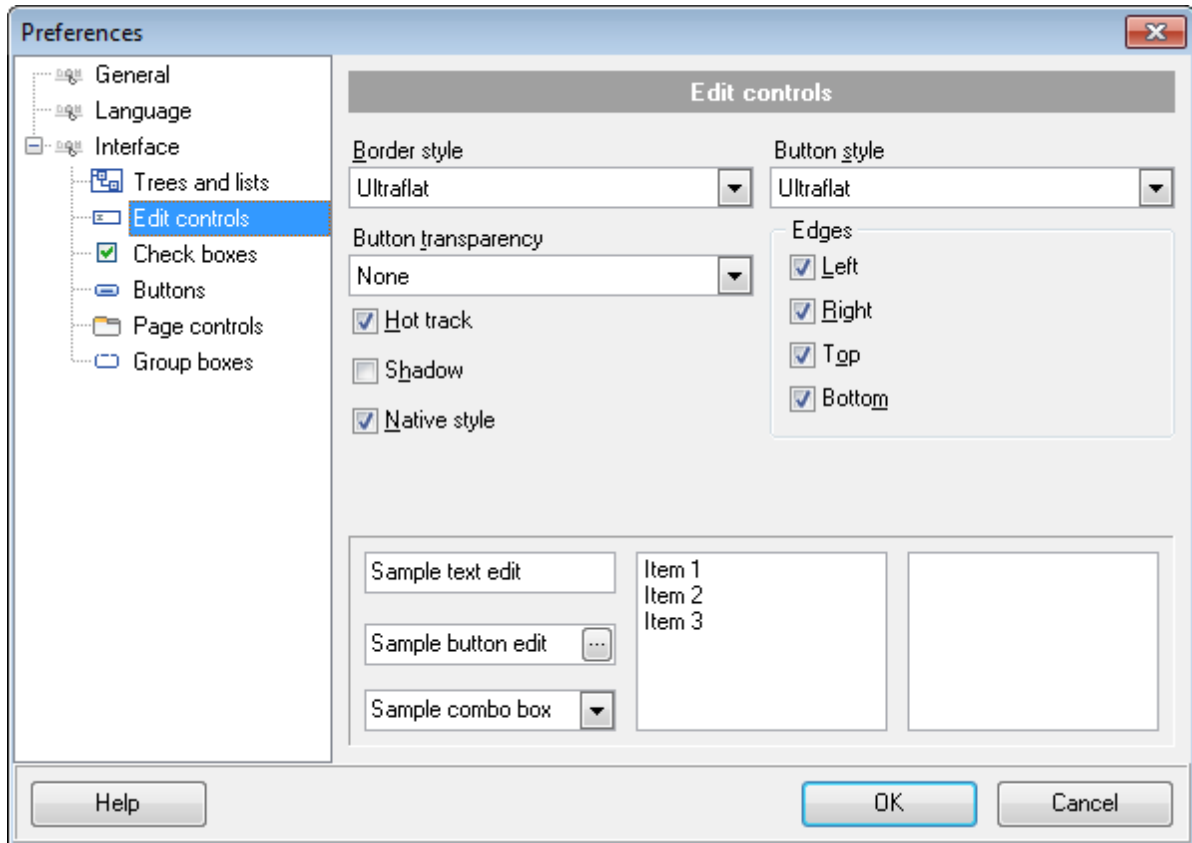 Preferences
General
Language
Interface
Trees and lists
Edit controls
Check boxes
Buttons
Page controls
Group boxes
Edit controls
Border style
Ultraflat
Button style
Ultraflat
Button transparency
None
Hot track
Shadow
Native style
Edges
Left
Right
Top
Bottom
Sample text edit
Sample button edit
...
Sample combo box
Item 1
Item 2
Item 3
Help
OK
Cancel